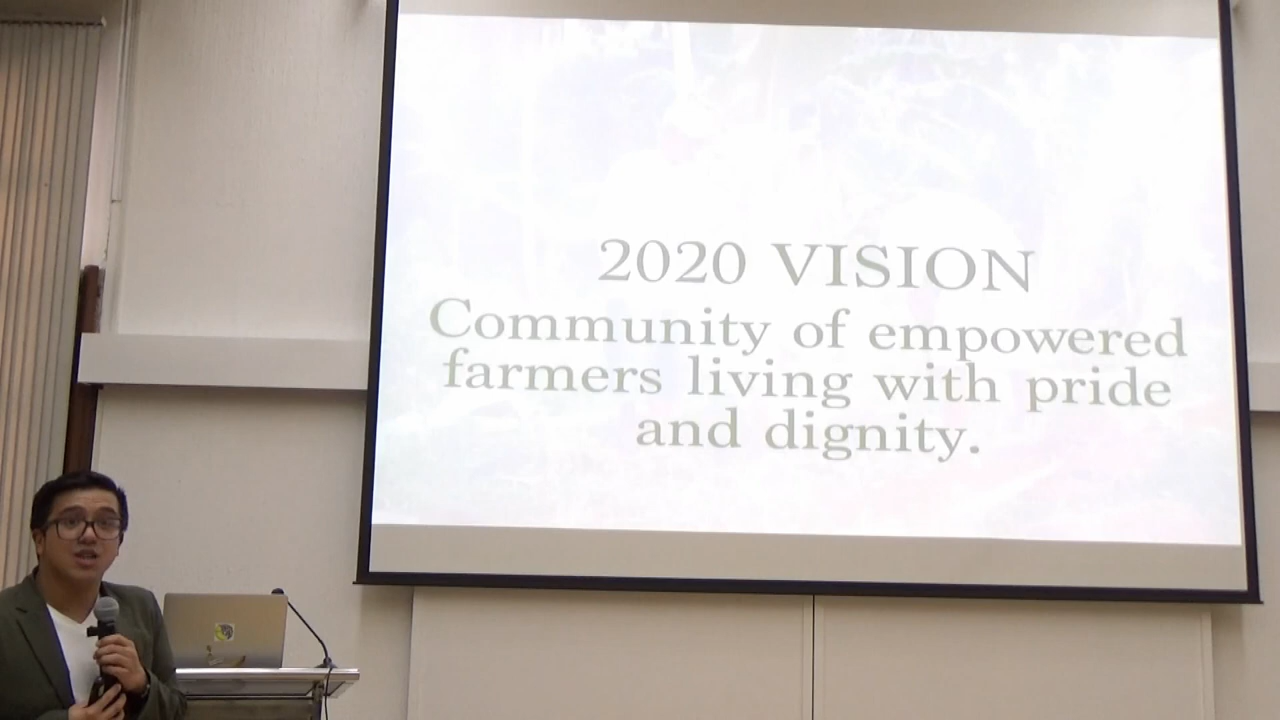 2020 VISION
Community of empowered
farmers living with pride
and dignity.